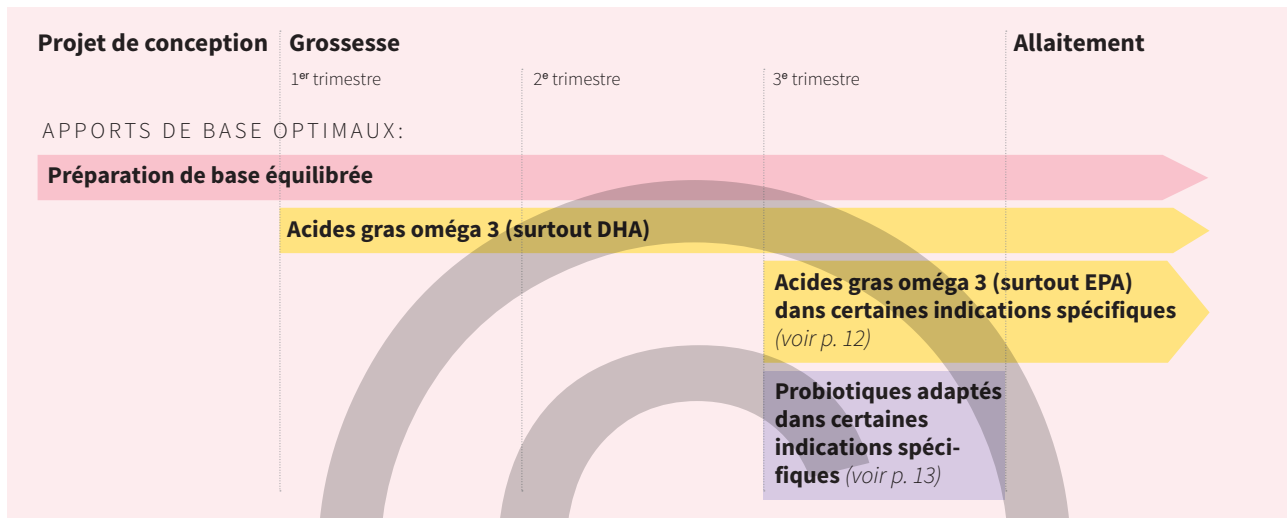 Projet de conception Grossesse Allaitement
1er trimestre 2e trimestre 3e trimestre
APPORTS DE BASE OPTIMAUX:
Préparation de base équilibrée
Acides gras oméga 3 (surtout DHA)
Acides gras oméga 3 (surtout EPA)
dans certaines indications spécifiques
(voir p. 12)
Probiotiques adaptés
dans certaines
indications spéci-
fiques (voir p. 13)